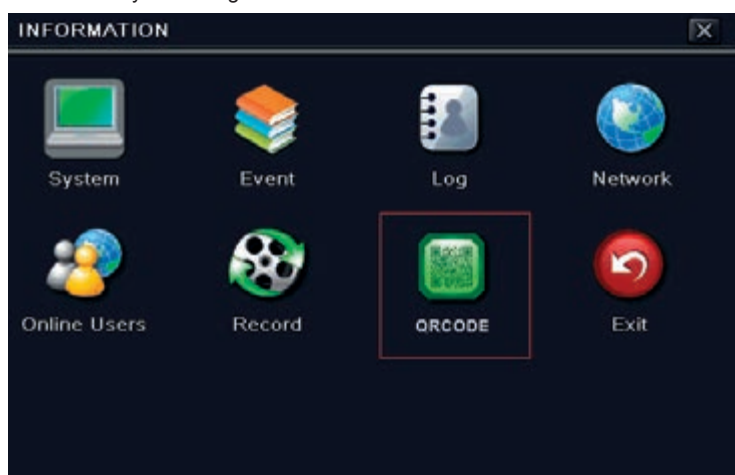 INFORMATION
System Event Log Network
Online Users Record QRCODE Exit